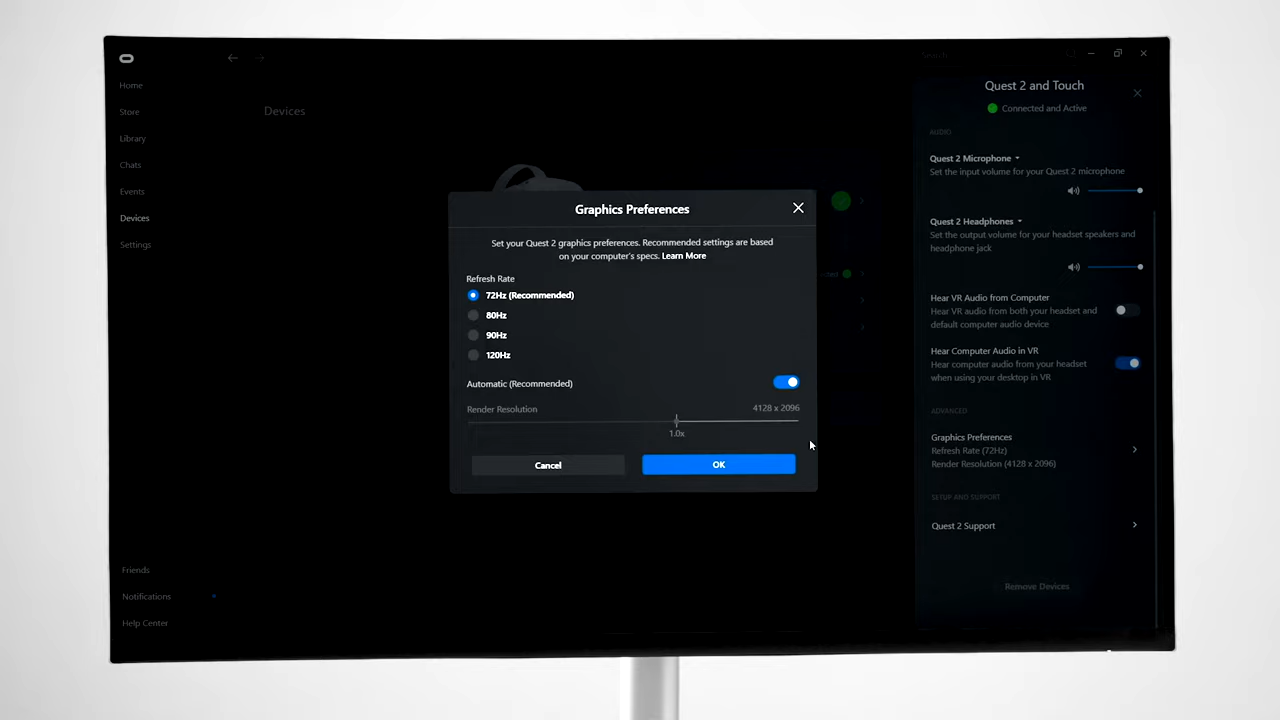 Search
Home
Store
Library
Chats
Events
Devices
Settings
Friends
Notifications
Help Center
Devices
Graphics Preferences
Set your Quest 2 graphics preferences. Recommended settings are based
on your computer's specs. Learn More
Refresh Rate
72Hz (Recommended)
80Hz
90Hz
120Hz
Automatic (Recommended)
Render Resolution
4128 x 2096
1.0x
Cancel
OK
Quest 2 and Touch
Connected and Active
AUDIO
Quest 2 Microphone
Set the input volume for your Quest 2 microphone
Quest 2 Headphones
Set the output volume for your headset speakers and
headphone jack
Hear VR Audio from Computer
Hear VR audio from both your headset and
default computer audio device
Hear Computer Audio in VR
Hear computer audio from your headset
when using your desktop in VR
ADVANCED
Graphics Preferences
Refresh Rate (72Hz)
Render Resolution (4128 x 2096)
SETUP AND SUPPORT
Quest 2 Support
Remove Devices